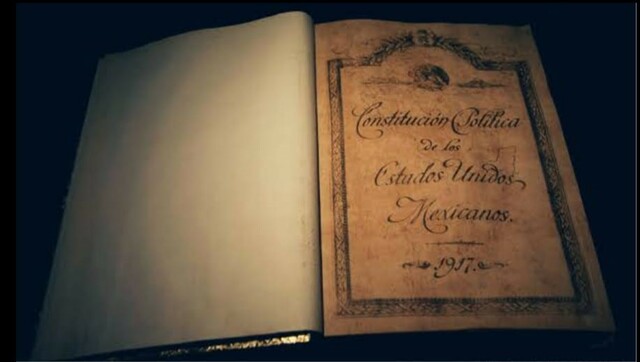 Constitución Política
de los
Estados Unidos
Mexicanos.
1917.